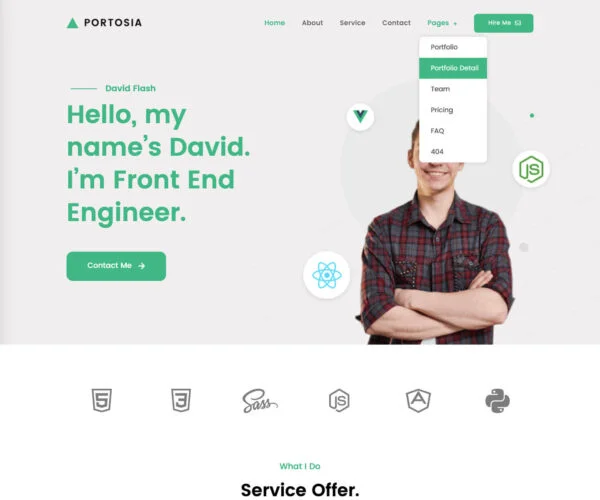 PORTOSIA
Home About Service Contact Pages + Hire Me
Portfolio
Portfolio Detail
Team
Pricing
FAQ
404
David Flash
Hello, my
name’s David.
I’m Front End
Engineer.
Contact Me
JS
5 3 Sass JS A
What I Do
Service Offer.